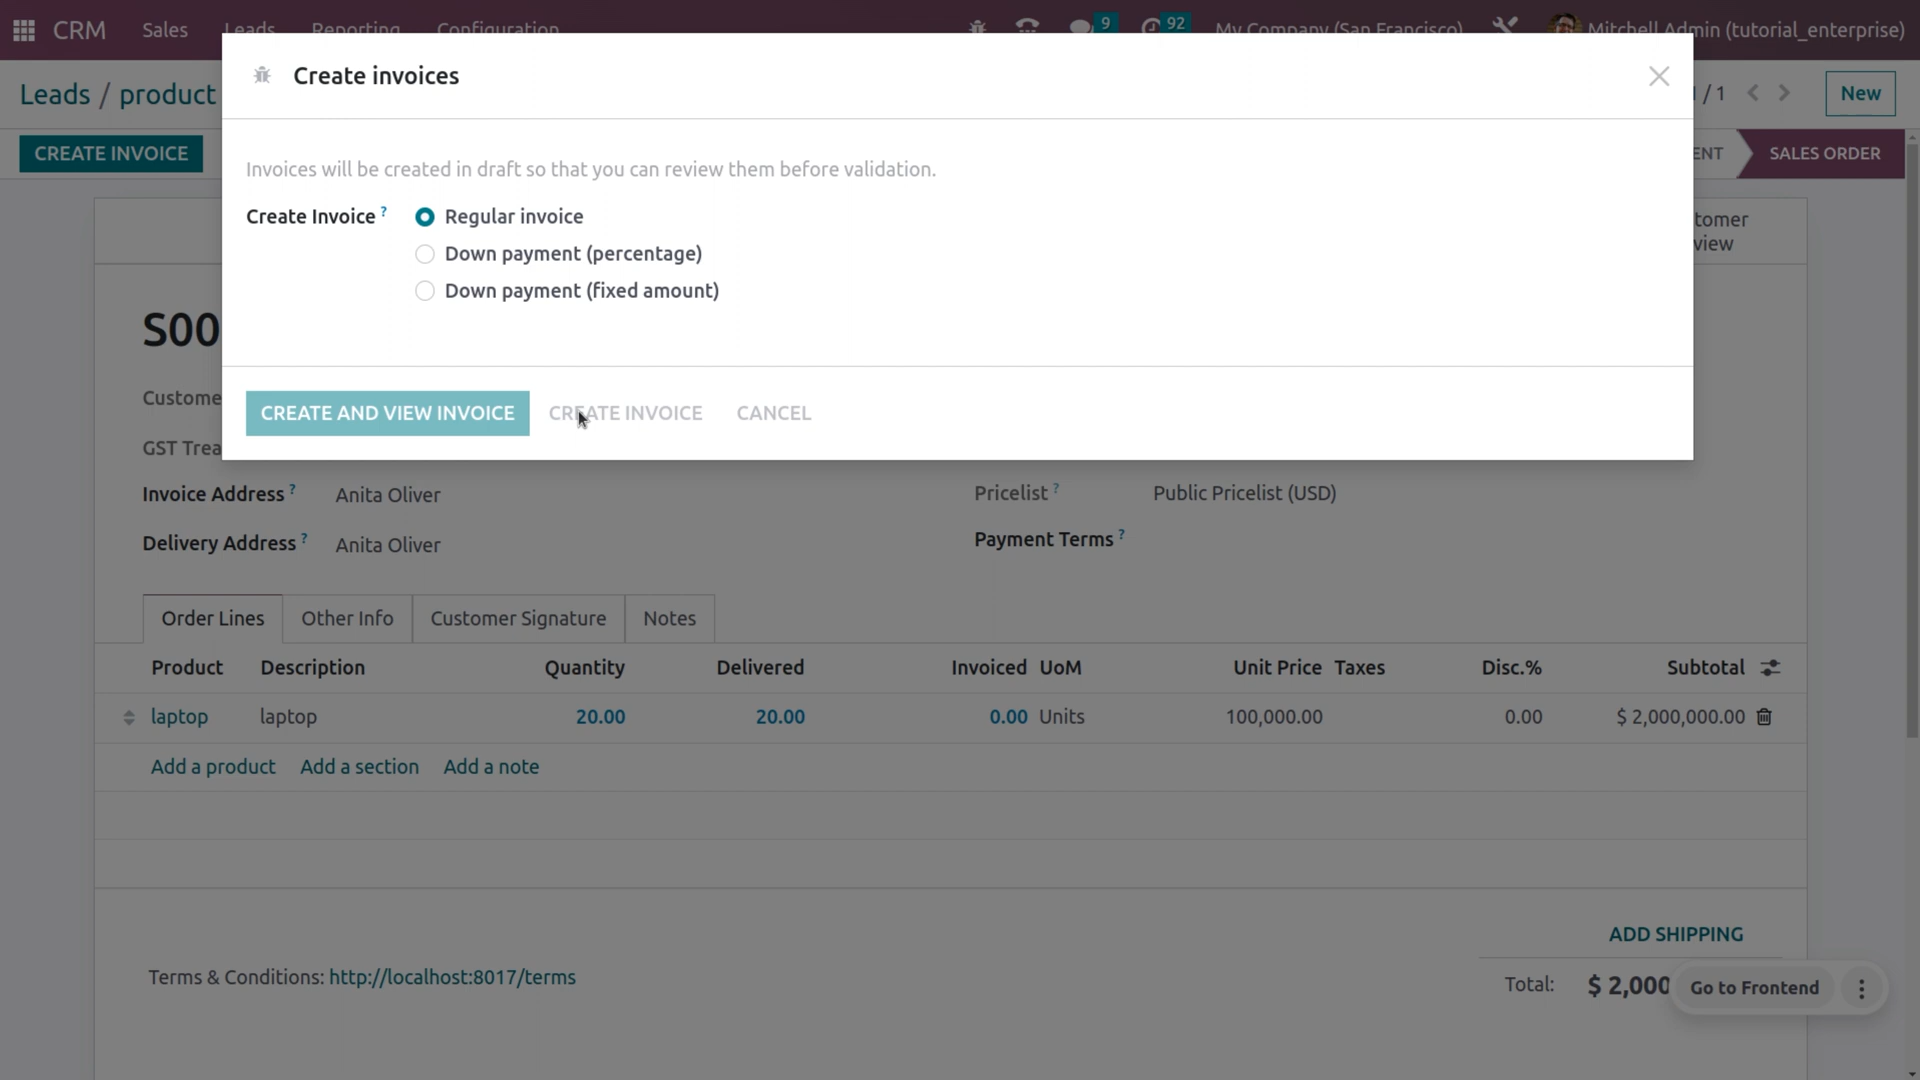 CRM Sales Leads Reporting Configuration 9 92 My Company (San Francisco) Mitchell Admin (tutorial_enterprise)
Create invoices
Leads / product / 1 New
CREATE INVOICE SALES ORDER
Invoices will be created in draft so that you can review them before validation.
Create Invoice ? Regular invoice
Down payment (percentage)
Down payment (fixed amount)
S00
CREATE AND VIEW INVOICE CREATE INVOICE CANCEL
Custome
GST Trea
Invoice Address ? Anita Oliver Pricelist ? Public Pricelist (USD)
Delivery Address ? Anita Oliver Payment Terms ?
Order Lines Other Info Customer Signature Notes
Product Description Quantity Delivered Invoiced UoM Unit Price Taxes Disc.% Subtotal
laptop laptop 20.00 20.00 0.00 Units 100,000.00 0.00 $ 2,000,000.00
Add a product Add a section Add a note
ADD SHIPPING
Terms & Conditions: http://localhost:8017/terms
Total: $ 2,000 Go to Frontend